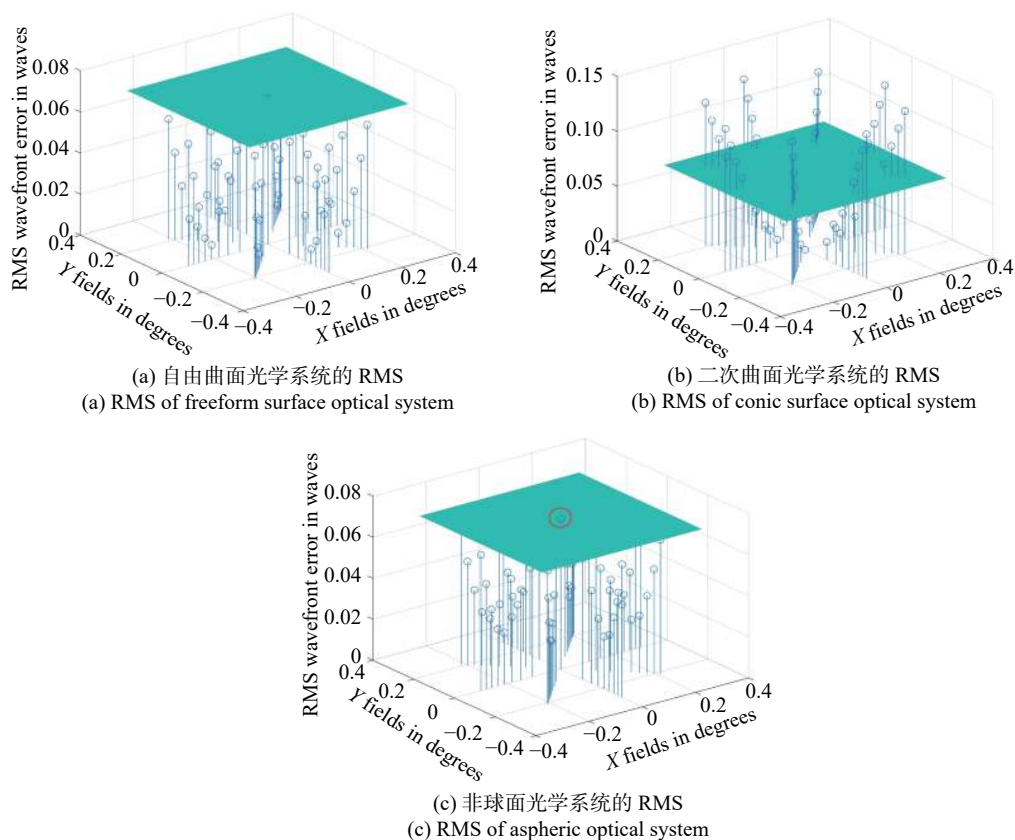 RMS wavefront error in waves
0.08
0.06
0.04
0.02
0
0.4
0.2
0
−0.2
−0.4
Y fields in degrees
−0.4
−0.2
0
0.2
0.4
X fields in degrees
(a) 自由曲面光学系统的 RMS
(a) RMS of freeform surface optical system
RMS wavefront error in waves
0.15
0.10
0.05
0
0.4
0.2
0
−0.2
−0.4
Y fields in degrees
−0.4
−0.2
0
0.2
0.4
X fields in degrees
(b) 二次曲面光学系统的 RMS
(b) RMS of conic surface optical system
RMS wavefront error in waves
0.08
0.06
0.04
0.02
0
0.4
0.2
0
−0.2
−0.4
Y fields in degrees
−0.4
−0.2
0
0.2
0.4
X fields in degrees
(c) 非球面光学系统的 RMS
(c) RMS of aspheric optical system